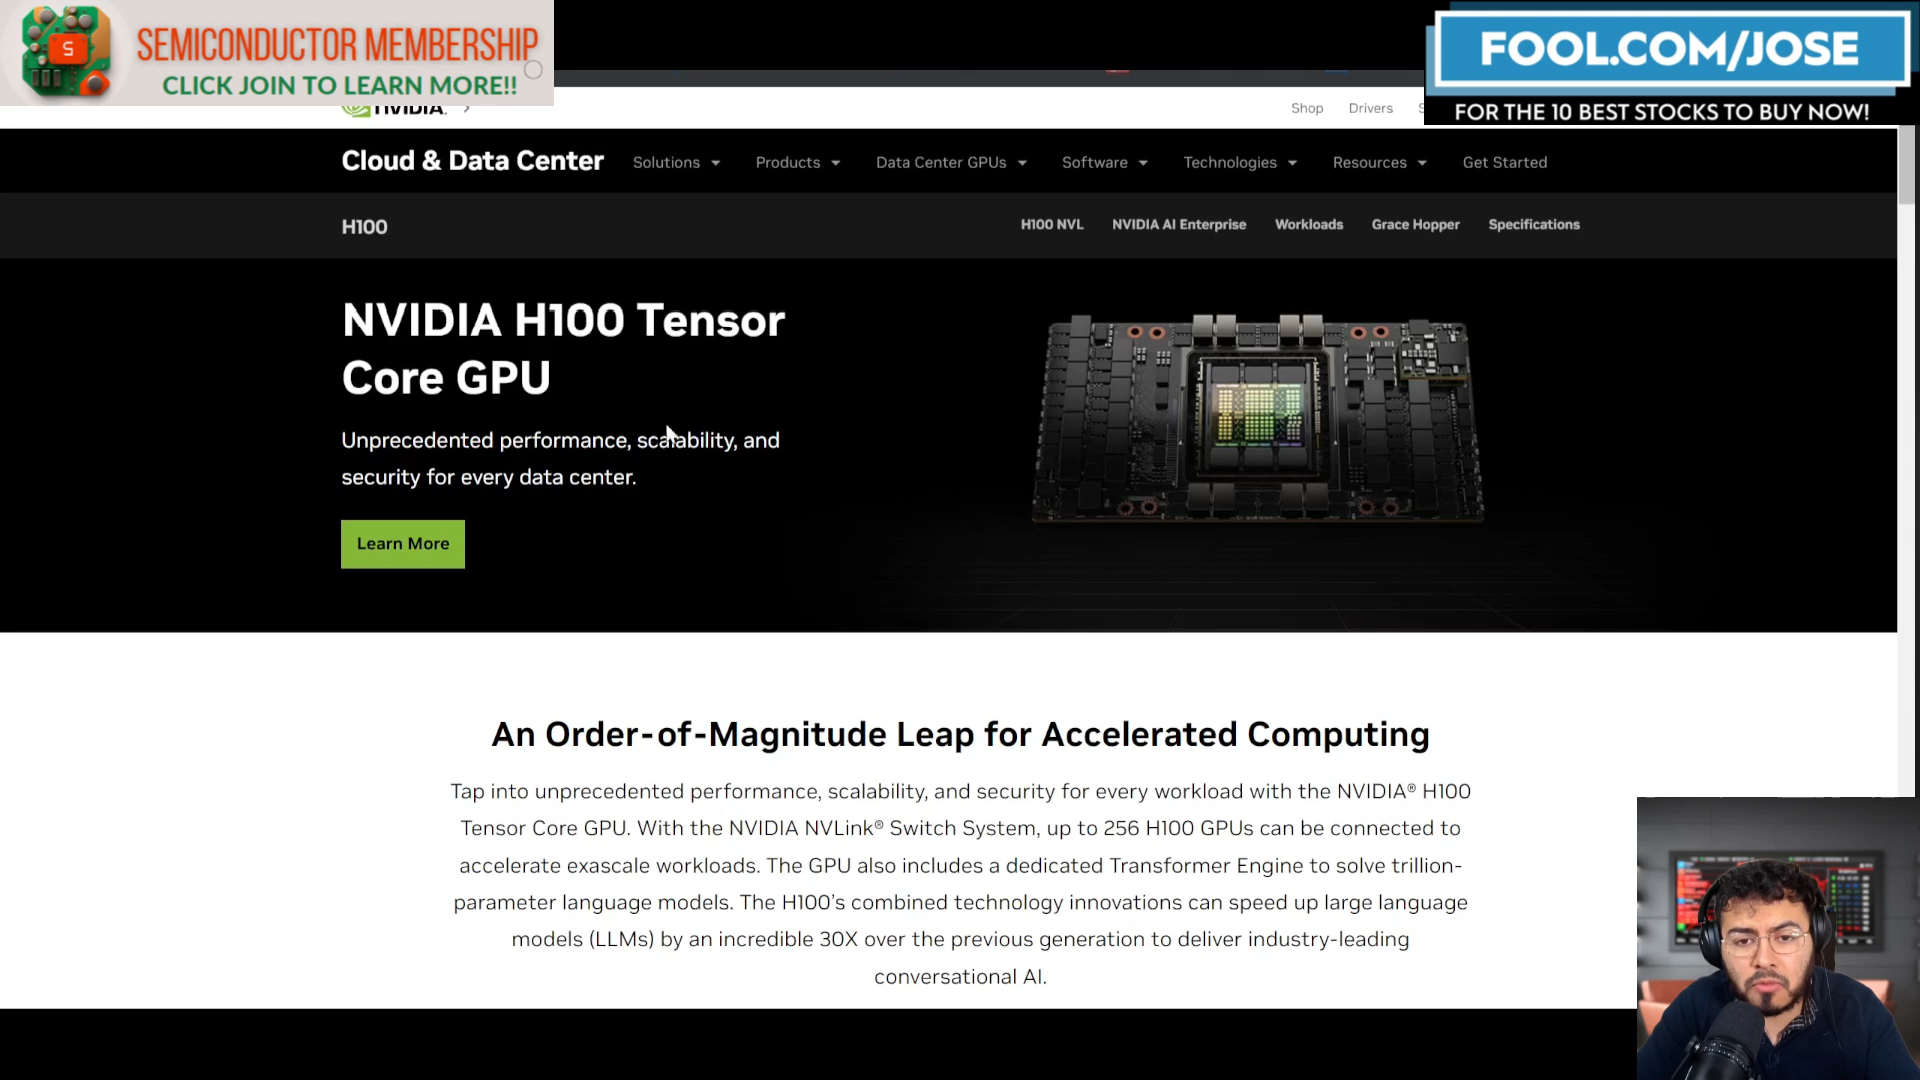 SEMICONDUCTOR MEMBERSHIP
CLICK JOIN TO LEARN MORE!!
FOOL.COM/JOSE
FOR THE 10 BEST STOCKS TO BUY NOW!
NVIDIA.
Shop Drivers
Cloud & Data Center Solutions Products Data Center GPUs Software Technologies Resources Get Started
H100 H100 NVL NVIDIA AI Enterprise Workloads Grace Hopper Specifications
NVIDIA H100 Tensor
Core GPU
Unprecedented performance, scalability, and
security for every data center.
Learn More
An Order-of-Magnitude Leap for Accelerated Computing
Tap into unprecedented performance, scalability, and security for every workload with the NVIDIA® H100
Tensor Core GPU. With the NVIDIA NVLink® Switch System, up to 256 H100 GPUs can be connected to
accelerate exascale workloads. The GPU also includes a dedicated Transformer Engine to solve trillion-
parameter language models. The H100's combined technology innovations can speed up large language
models (LLMs) by an incredible 30X over the previous generation to deliver industry-leading
conversational AI.